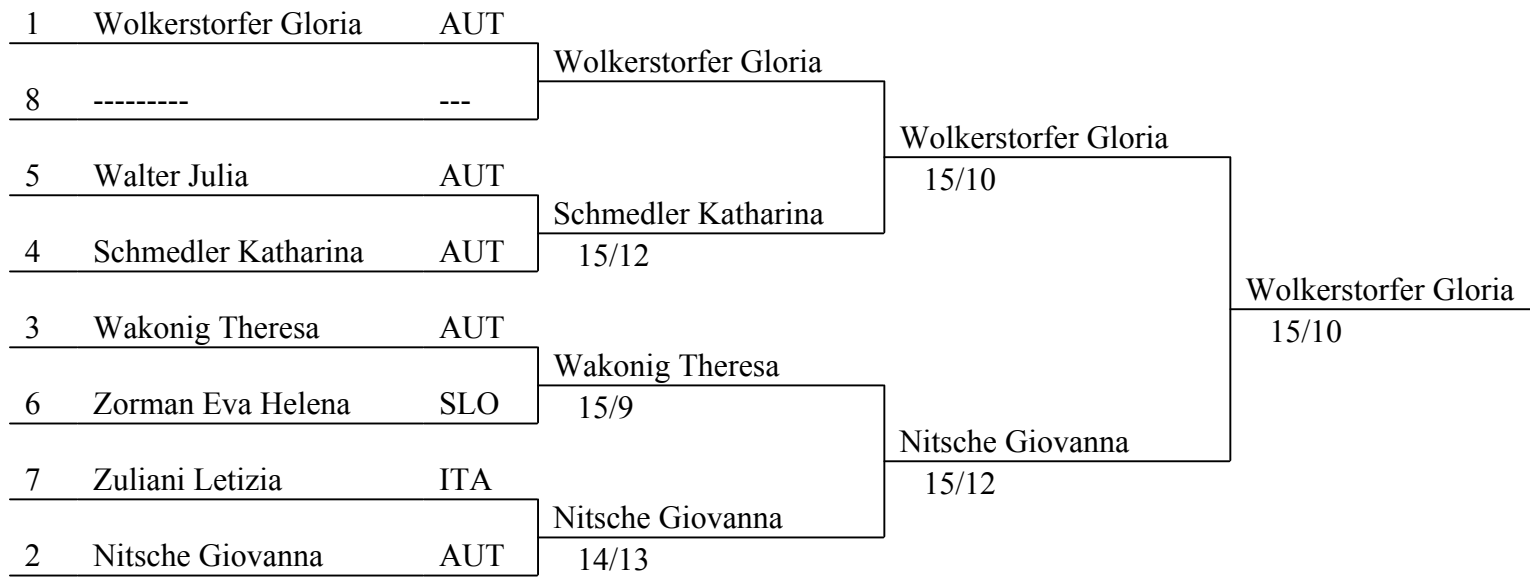 1 Wolkerstorfer Gloria AUT
Wolkerstorfer Gloria
8 --------- ---
Wolkerstorfer Gloria
15/10
5 Walter Julia AUT
Schmedler Katharina
15/12
4 Schmedler Katharina AUT
Wolkerstorfer Gloria
15/10
3 Wakonig Theresa AUT
Wakonig Theresa
15/9
6 Zorman Eva Helena SLO
Nitsche Giovanna
15/12
7 Zuliani Letizia ITA
Nitsche Giovanna
14/13
2 Nitsche Giovanna AUT